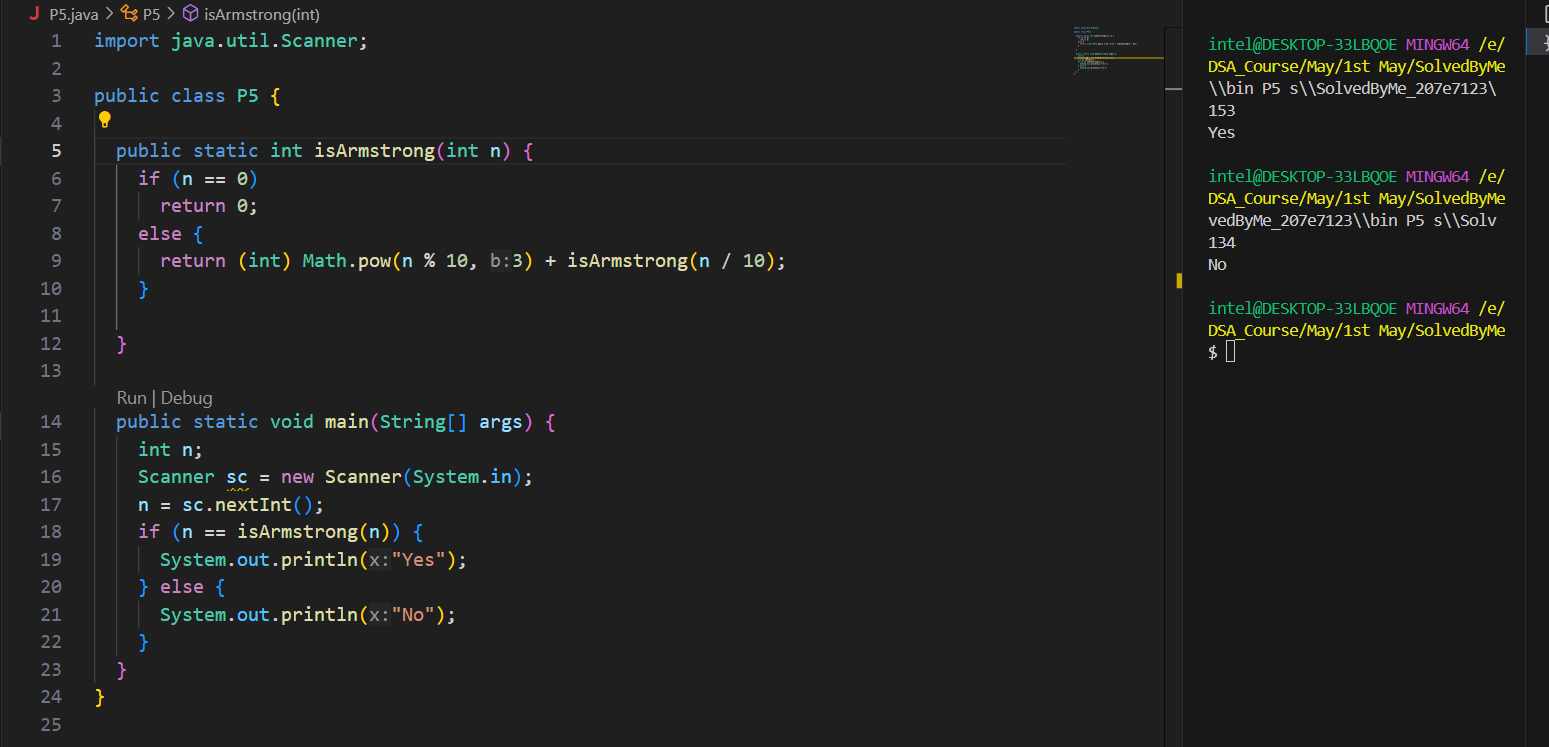 P5.java > P5 > isArmstrong(int)
1 import java.util.Scanner;
2
3 public class P5 {
4
5 public static int isArmstrong(int n) {
6 if (n == 0)
7 return 0;
8 else {
9 return (int) Math.pow(n % 10, b:3) + isArmstrong(n / 10);
10 }
11
12 }
13
Run | Debug
14 public static void main(String[] args) {
15 int n;
16 Scanner sc = new Scanner(System.in);
17 n = sc.nextInt();
18 if (n == isArmstrong(n)) {
19 System.out.println(x:"Yes");
20 } else {
21 System.out.println(x:"No");
22 }
23 }
24 }
25
intel@DESKTOP-33LBQOE MINGW64 /e/
DSA_Course/May/1st May/SolvedByMe
\\bin P5 s\\SolvedByMe_207e7123\
153
Yes
intel@DESKTOP-33LBQOE MINGW64 /e/
DSA_Course/May/1st May/SolvedByMe
vedByMe_207e7123\\bin P5 s\\Solv
134
No
intel@DESKTOP-33LBQOE MINGW64 /e/
DSA_Course/May/1st May/SolvedByMe
$